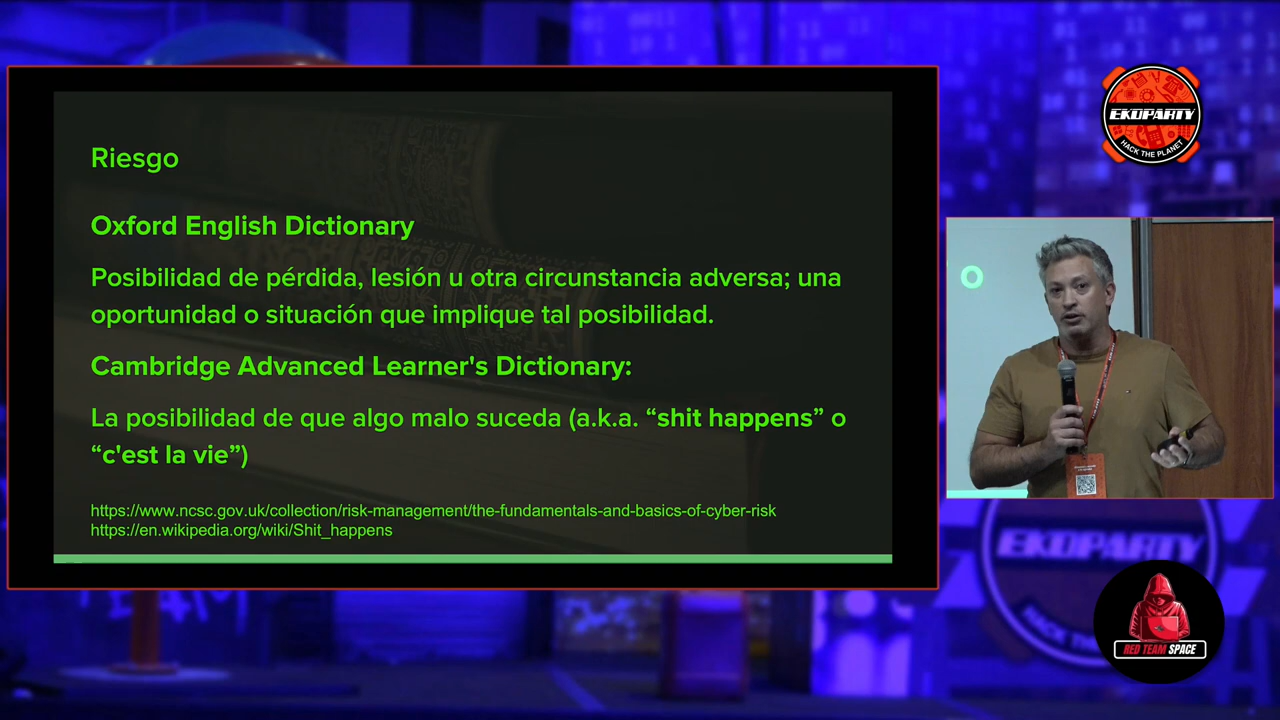 Riesgo
Oxford English Dictionary
Posibilidad de pérdida, lesión u otra circunstancia adversa; una
oportunidad o situación que implique tal posibilidad.
Cambridge Advanced Learner's Dictionary:
La posibilidad de que algo malo suceda (a.k.a. “shit happens” o
“c'est la vie”)
https://www.ncsc.gov.uk/collection/risk-management/the-fundamentals-and-basics-of-cyber-risk
https://en.wikipedia.org/wiki/Shit_happens
EKOPARTY
HACK THE PLANET
o
EKOPARTY
HACK THE
RED TEAM SPACE